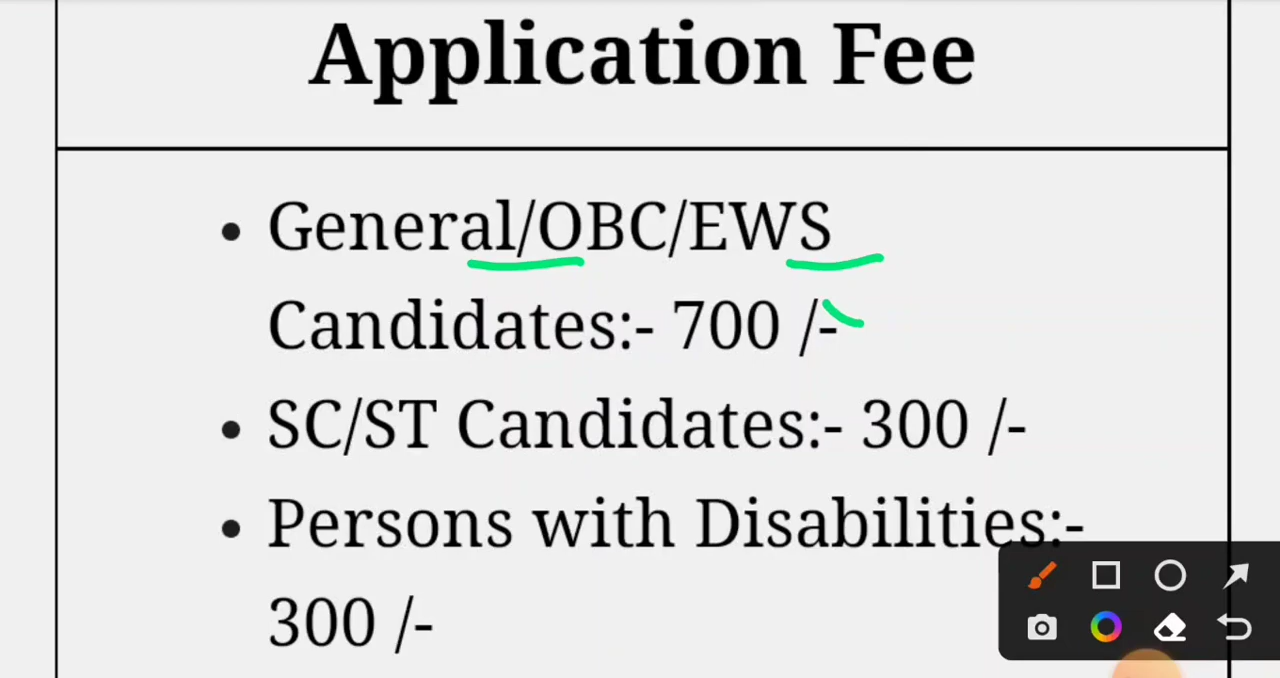 Application Fee
General/OBC/EWS
Candidates:- 700 /-
SC/ST Candidates:- 300 /-
Persons with Disabilities:-
300 /-